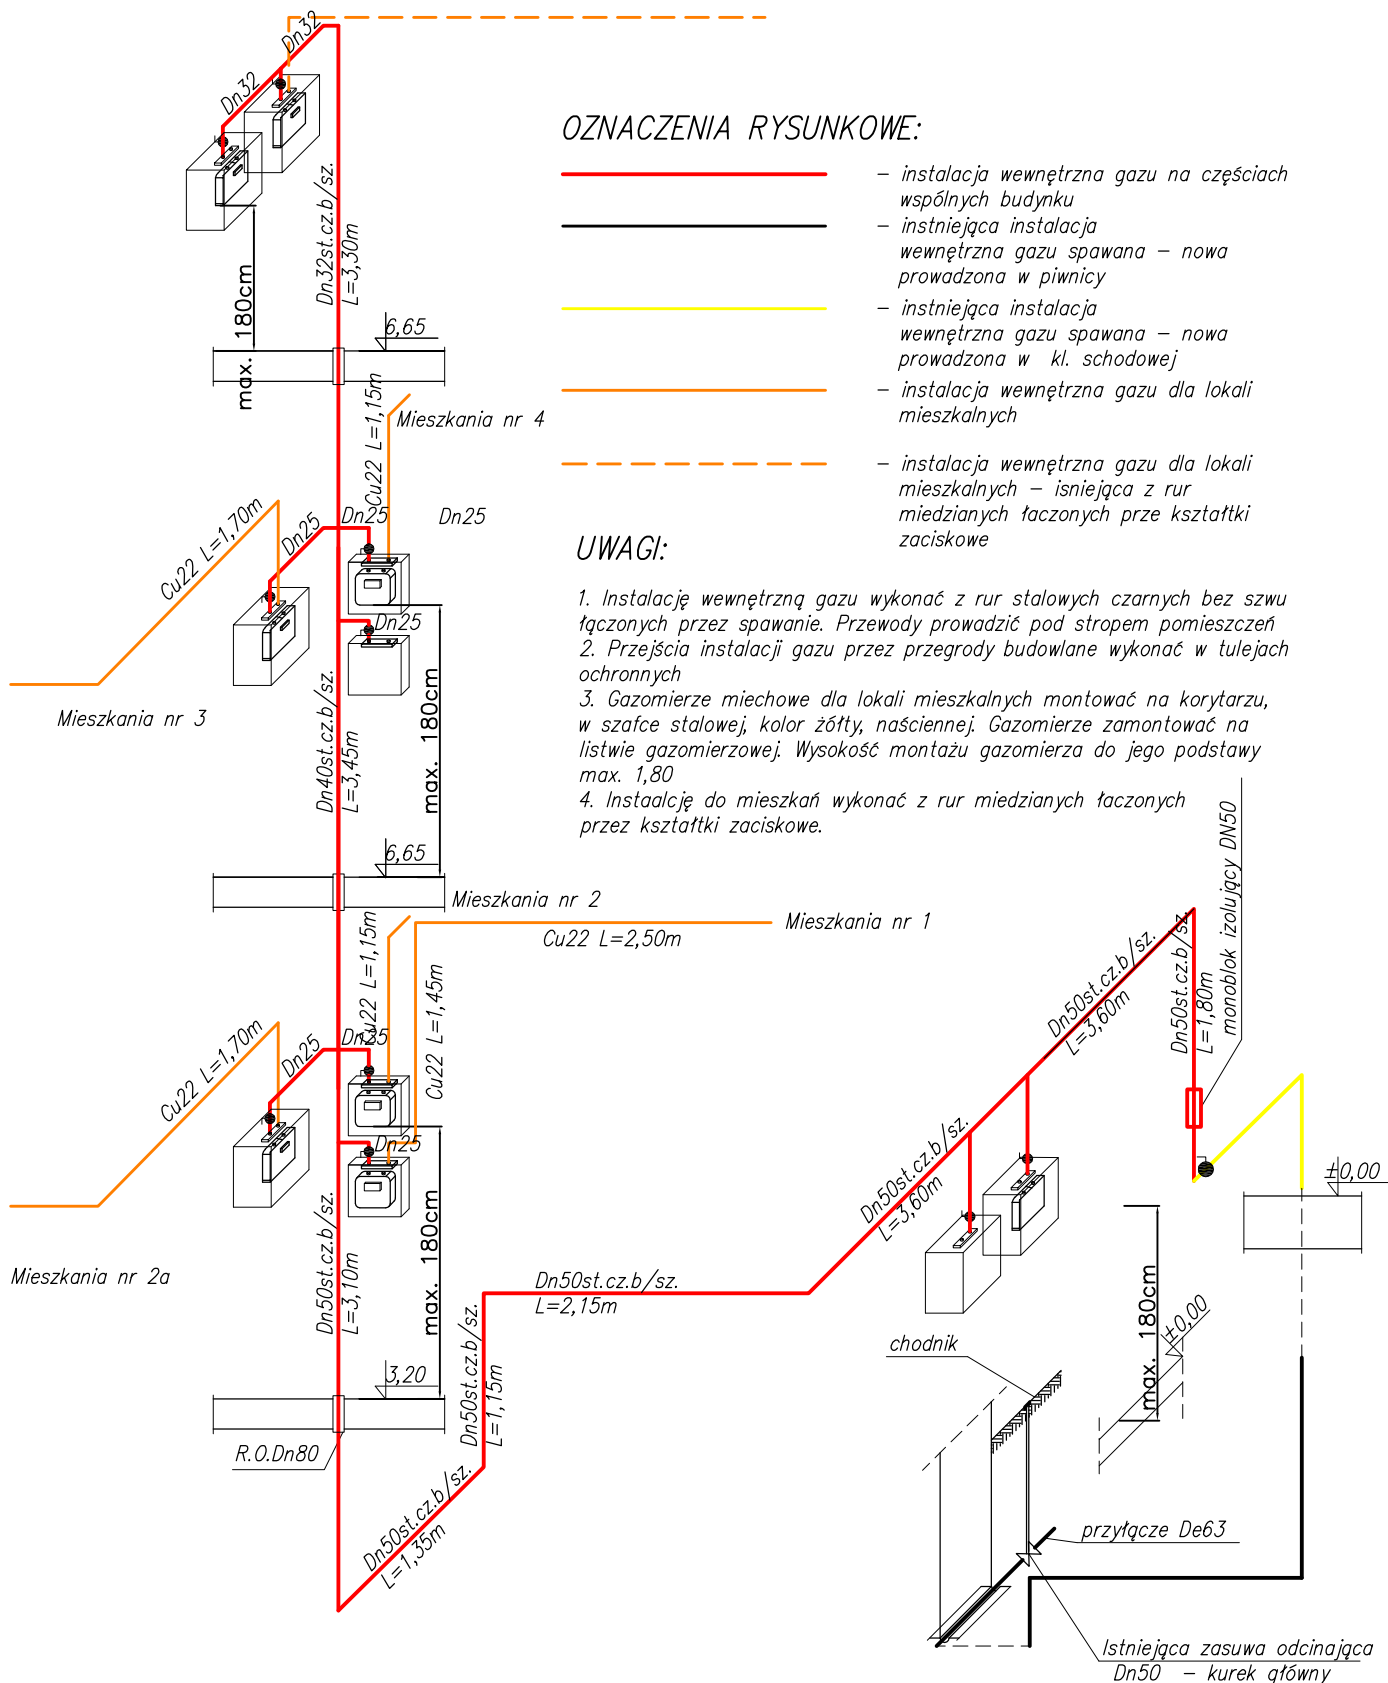 Dn32
Dn32
Dn32st.cz.b/sz.
L=3,30m
max. 180cm
6,65
OZNACZENIA RYSUNKOWE:
– instalacja wewnętrzna gazu na częściach
wspólnych budynku
– instniejąca instalacja
wewnętrzna gazu spawana – nowa
prowadzona w piwnicy
– instniejąca instalacja
wewnętrzna gazu spawana – nowa
prowadzona w kl. schodowej
– instalacja wewnętrzna gazu dla lokali
mieszkalnych
– instalacja wewnętrzna gazu dla lokali
mieszkalnych – isniejąca z rur
miedzianych łaczonych prze kształtki
zaciskowe
UWAGI:
1. Instalację wewnętrzną gazu wykonać z rur stalowych czarnych bez szwu
łączonych przez spawanie. Przewody prowadzić pod stropem pomieszczeń
2. Przejścia instalacji gazu przez przegrody budowlane wykonać w tulejach
ochronnych
3. Gazomierze miechowe dla lokali mieszkalnych montować na korytarzu,
w szafce stalowej, kolor żółty, naściennej. Gazomierze zamontować na
listwie gazomierzowej. Wysokość montażu gazomierza do jego podstawy
max. 1,80
4. Instaalcję do mieszkań wykonać z rur miedzianych łaczonych
przez kształtki zaciskowe.
Mieszkania nr 4
Cu22 L=1,15m
Cu22 L=1,70m
Dn25
Dn25
Dn25
Dn25
Mieszkania nr 3
Dn40st.cz.b/sz.
L=3,45m
max. 180cm
6,65
Mieszkania nr 2
Mieszkania nr 1
Cu22 L=2,50m
Cu22 L=1,15m
Cu22 L=1,45m
Cu22 L=1,70m
Dn25
Dn25
Dn25
Mieszkania nr 2a
Dn50st.cz.b/sz.
L=3,10m
max. 180cm
3,20
R.O.Dn80
Dn50st.cz.b/sz.
L=1,35m
Dn50st.cz.b/sz.
L=1,15m
Dn50st.cz.b/sz.
L=2,15m
Dn50st.cz.b/sz.
L=3,60m
Dn50st.cz.b/sz.
L=3,60m
Dn50st.cz.b/sz.
L=1,80m
monoblok izolujący DN50
±0,00
max. 180cm
±0,00
chodnik
przyłącze De63
Istniejąca zasuwa odcinająca
Dn50 – kurek główny